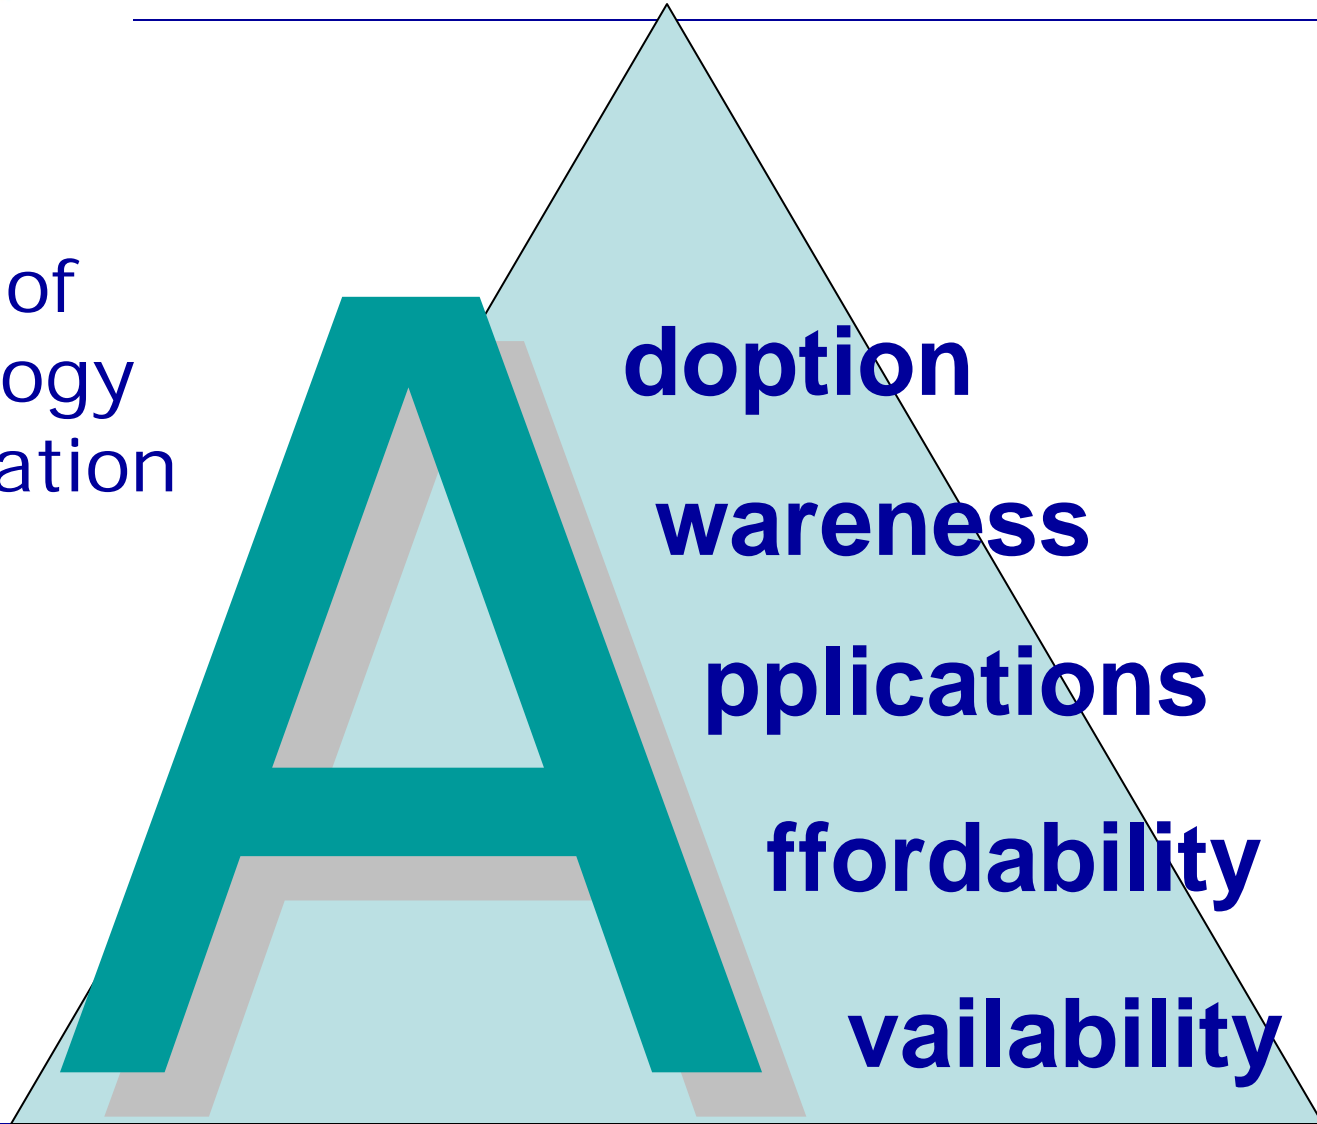 of
ogy
ation
A
doption
wareness
pplications
ffordability
vailability